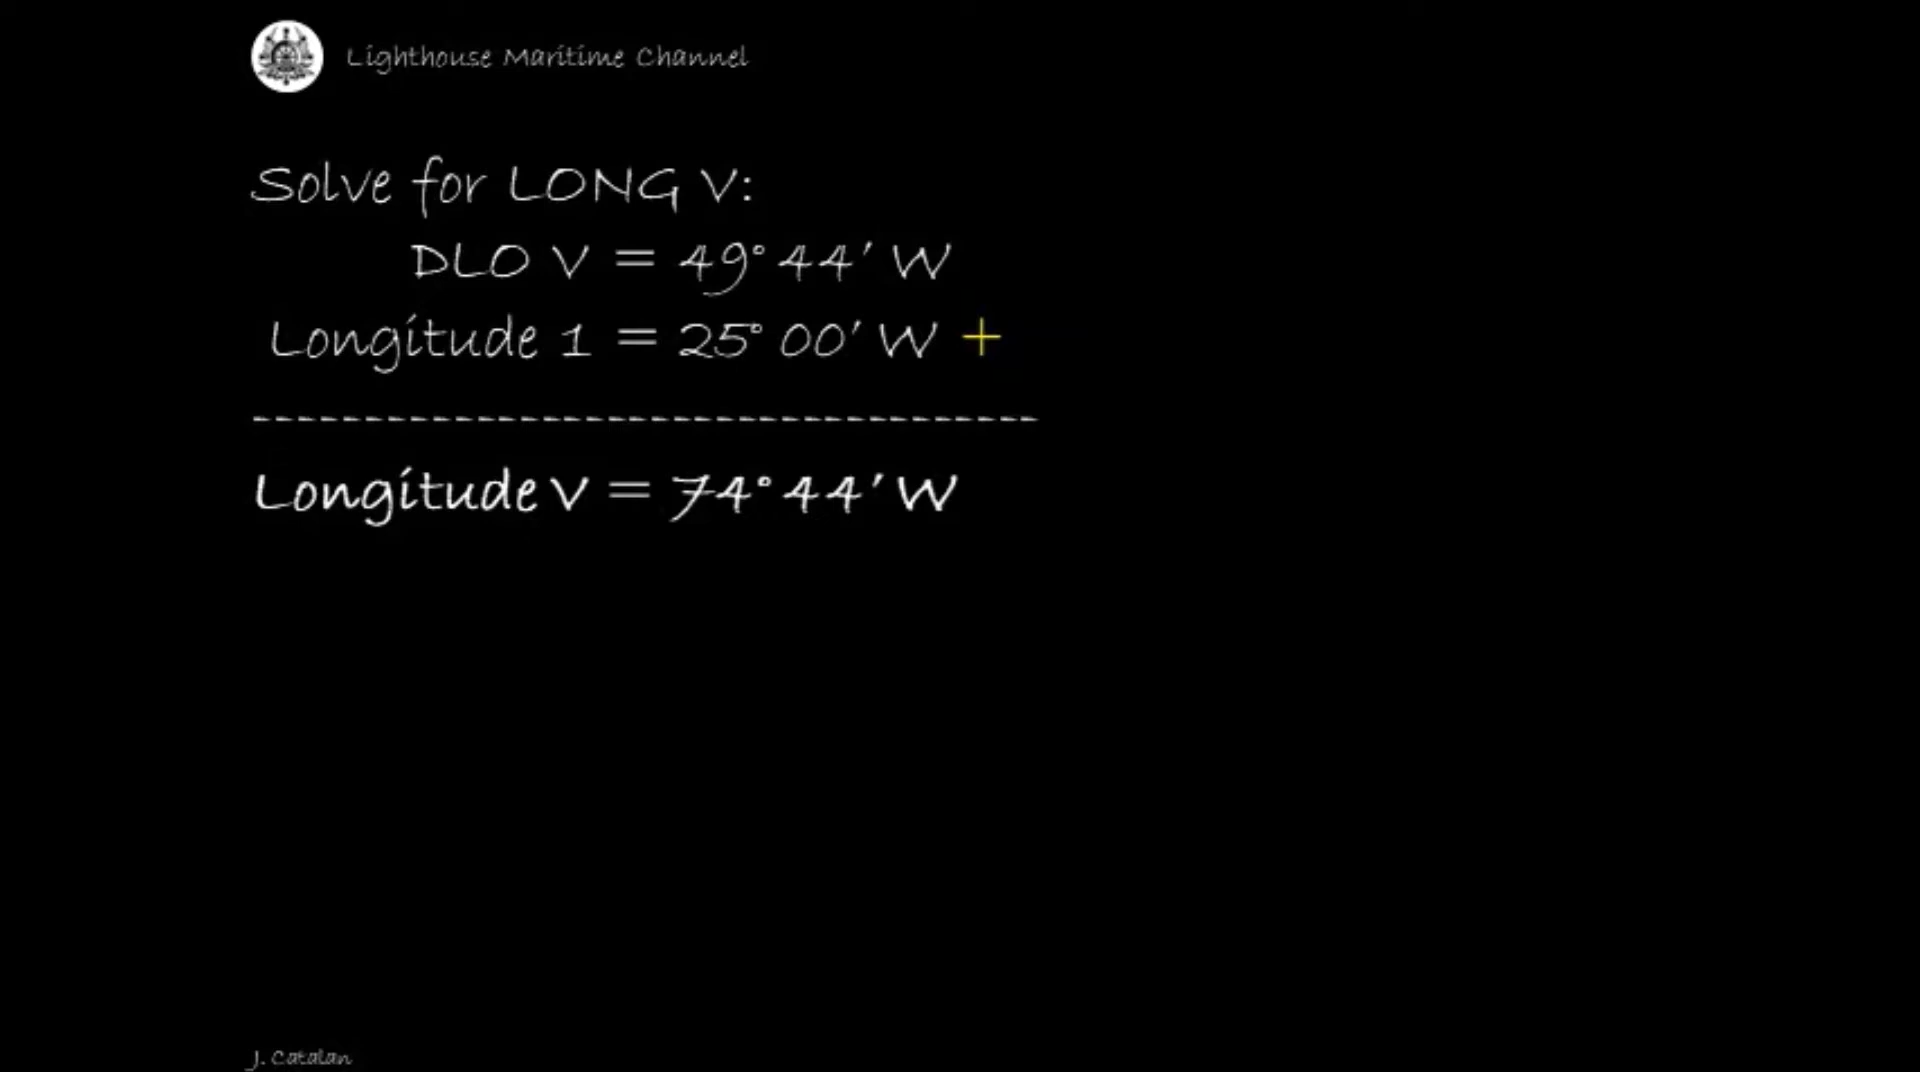 Lighthouse Maritime Channel
Solve for LONG V:
DLO V = 49° 44' W
Longitude 1 = 25° 00' W +
------------------------------------
Longitude V = 74° 44' W
J. Catalan